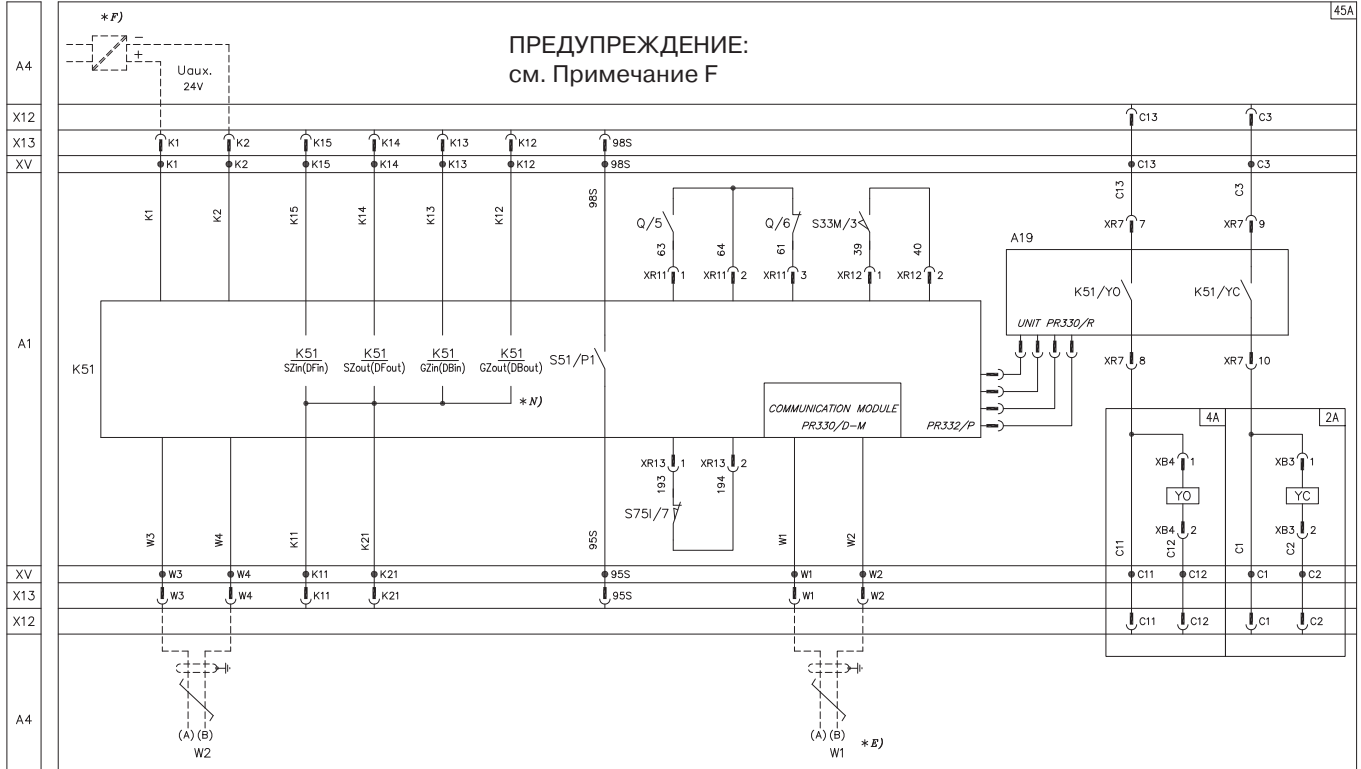 *F)
45A
ПРЕДУПРЕЖДЕНИЕ:
см. Примечание F
A4
− +
Uaux.
24V
X12
C13 C3
X13
K1 K2 K15 K14 K13 K12 98S
XV
K1 K2 K15 K14 K13 K12 98S C13 C3
K1 K2 K15 K14 K13 K12 98S C13 C3
Q/5 Q/6 S33M/3
63 64 61 39 40
XR11 1 XR11 2 XR11 3 XR12 1 XR12 2
XR7 7 XR7 9
A19
K51/YO K51/YC
UNIT PR330/R
A1
K51
K51 SZin(DFin)
K51 SZout(DFout)
K51 GZin(DBin)
K51 GZout(DBout)
S51/P1
*N)
COMMUNICATION MODULE
PR330/D-M
PR332/P
XR7 8 XR7 10
4A 2A
XR13 1 XR13 2
193 194
S75I/7
XB4 1 XB3 1
YO YC
XB4 2 XB3 2
W3 W4 K11 K21 95S W1 W2 C11 C12 C1 C2
XV
W3 W4 K11 K21 95S W1 W2 C11 C12 C1 C2
X13
W3 W4 K11 K21 95S W1 W2
X12
C11 C12 C1 C2
A4
(A) (B)
W2
(A) (B)
W1
*E)